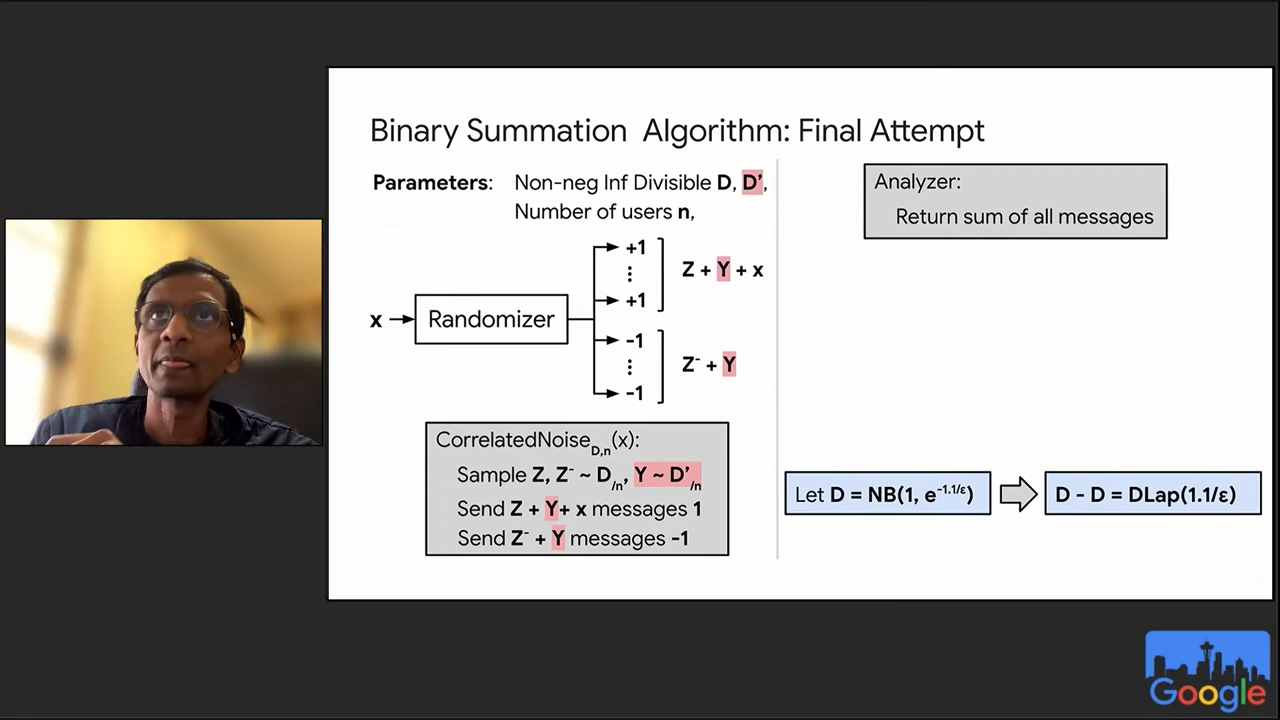 Binary Summation Algorithm: Final Attempt
Parameters: Non-neg Inf Divisible D, D’,
Number of users n,
x
Randomizer
+1
⋮
+1
Z + Y + x
-1
⋮
-1
Z⁻ + Y
CorrelatedNoise_D,n(x):
Sample Z, Z⁻ ~ D_/n, Y ~ D’_/n
Send Z + Y + x messages 1
Send Z⁻ + Y messages -1
Analyzer:
Return sum of all messages
Let D = NB(1, e^-1.1/ε)
D - D = DLap(1.1/ε)
Google